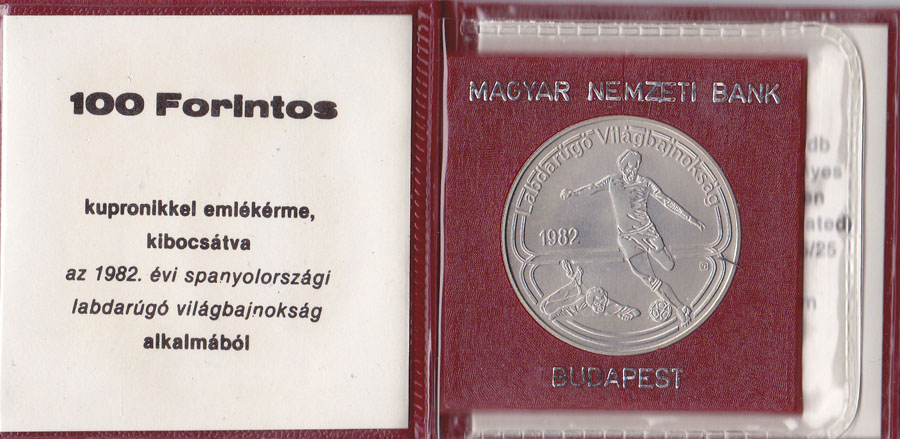 100 Forintos
kupronikkel emlékérme,
kibocsátva
az 1982. évi spanyolországi
labdarúgó világbajnokság
alkalmából
MAGYAR NEMZETI BANK
Labdarúgó Világbajnokság
1982
BUDAPEST